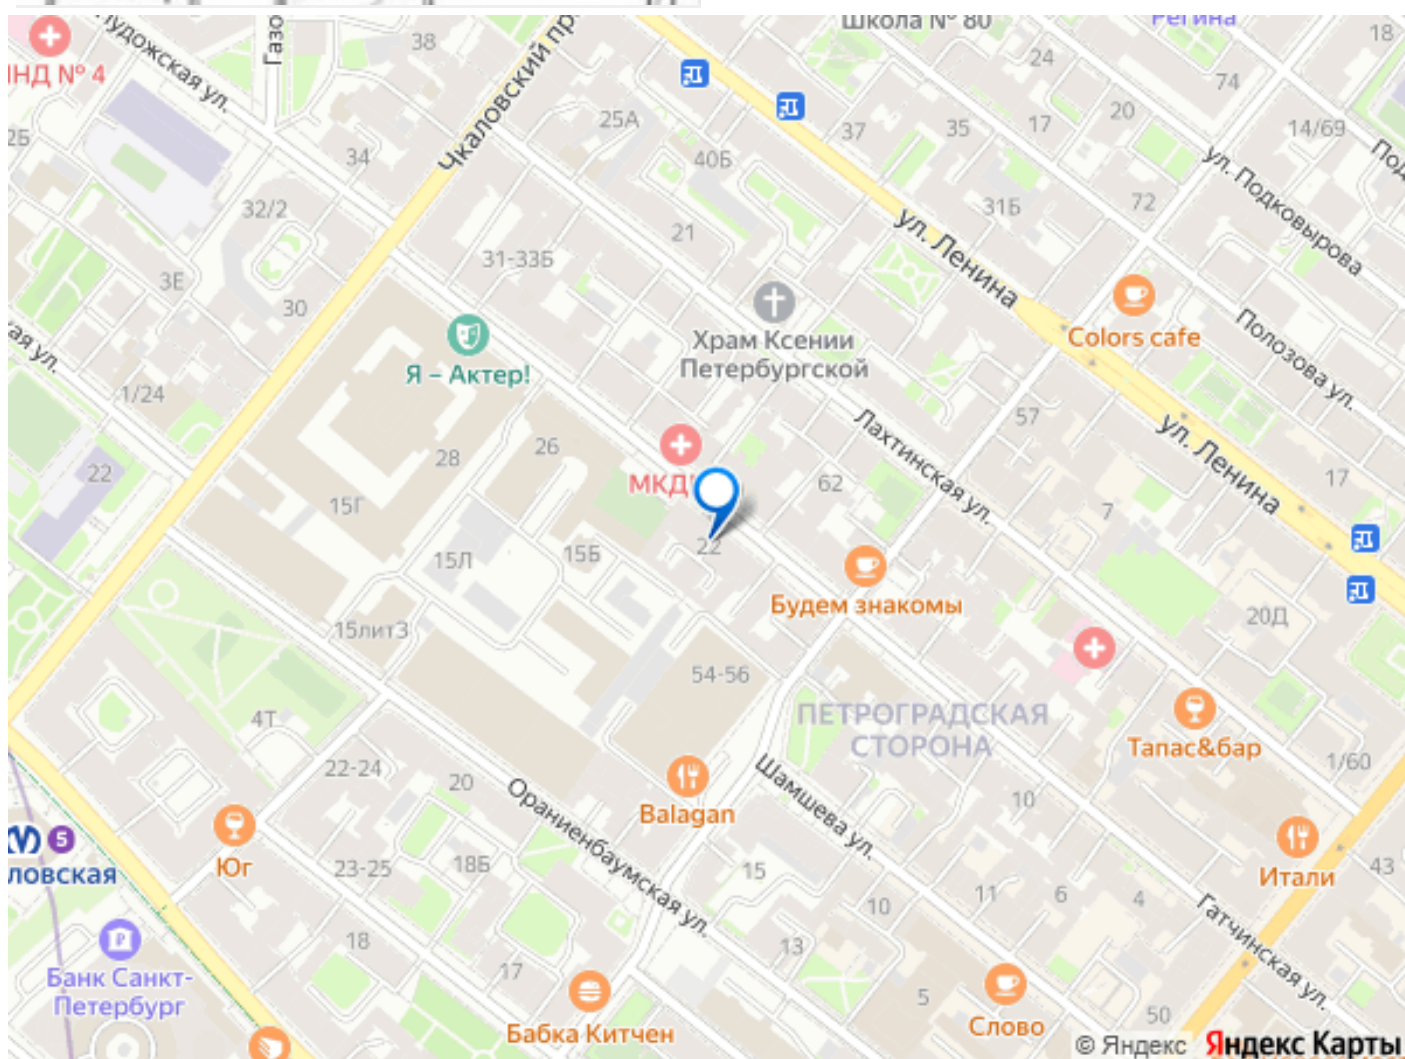 Школа № 80
Регина
18
НД № 4
Пудожская ул.
Газо
38
Чкаловский пр
24
74
20
14/69
25А
37
35
17
ул. Подковырова
34
40Б
72
32/2
31Б
ул. Ленина
21
31-33Б
3Е
30
Colors cafe
Полозова ул.
Храм Ксении
Петербургской
Я – Актер!
ая ул.
1/24
57
Лахтинская ул.
ул. Ленина
26
28
22
17
62
МКД
15Г
7
22
15Б
15Л
Будем знакомы
20Д
15лит3
54-56
ПЕТРОГРАДСКАЯ
СТОРОНА
4Т
Тапас&бар
1/60
22-24
20
Ораниенбаумская ул.
Шамшева ул.
10
Balagan
5
ловская
Юг
23-25
18Б
15
Итали
43
11
6
4
10
Гатчинская ул.
18
13
Банк Санкт-
Петербург
17
5
Бабка Китчен
Слово
50
© Яндекс Яндекс Карты